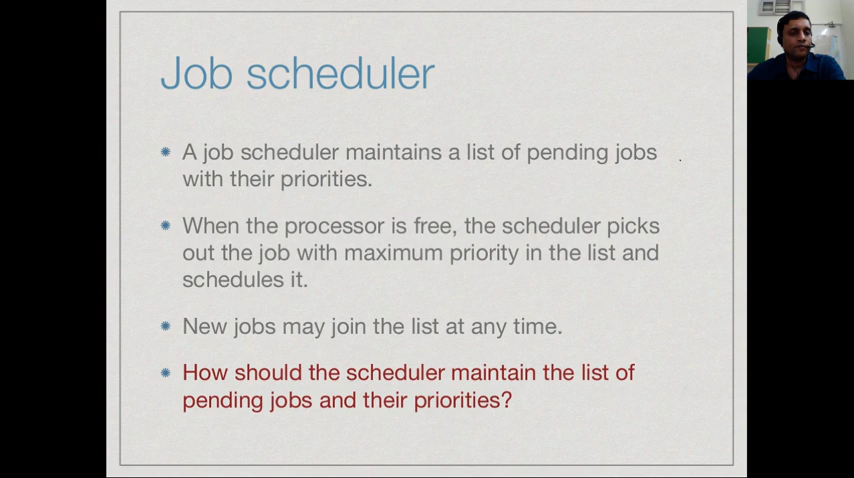 Job scheduler
A job scheduler maintains a list of pending jobs
with their priorities.
When the processor is free, the scheduler picks
out the job with maximum priority in the list and
schedules it.
New jobs may join the list at any time.
How should the scheduler maintain the list of
pending jobs and their priorities?